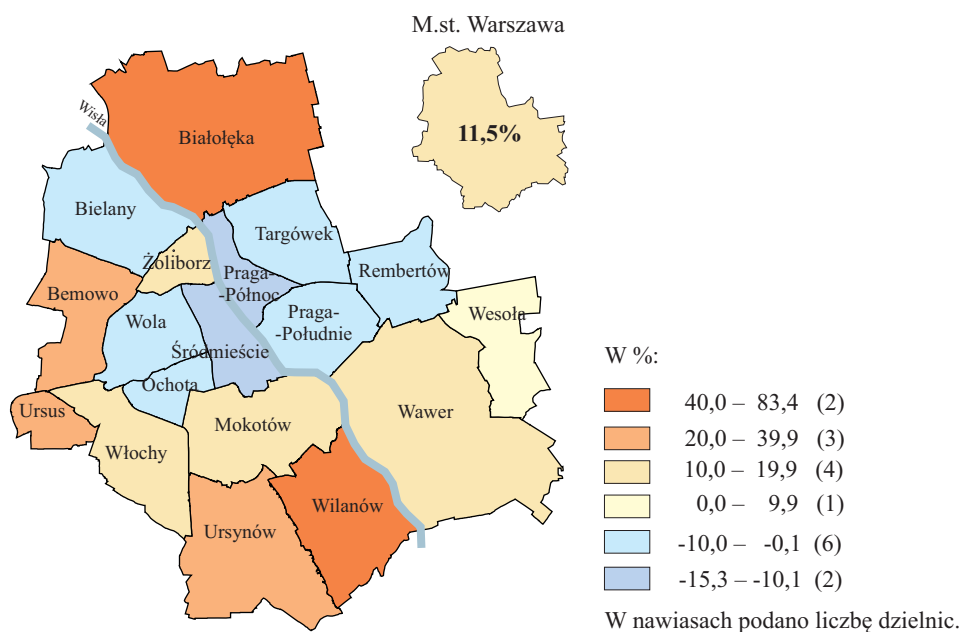 M.st. Warszawa
11,5%
Wisła
Białołęka
Bielany
Targówek
Żoliborz
Rembertów
Praga-
-Północ
Bemowo
Wesoła
Wola
Praga-
-Południe
Śródmieście
Ochota
Ursus
Mokotów
Wawer
Włochy
Wilanów
Ursynów
W %:
40,0 – 83,4 (2)
20,0 – 39,9 (3)
10,0 – 19,9 (4)
0,0 – 9,9 (1)
-10,0 – -0,1 (6)
-15,3 – -10,1 (2)
W nawiasach podano liczbę dzielnic.